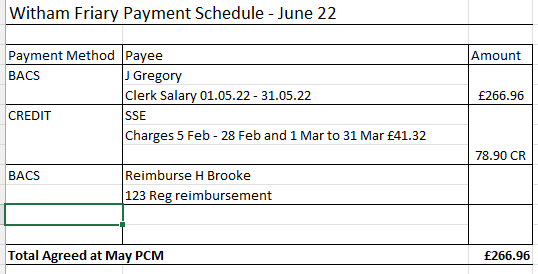 Witham Friary Payment Schedule - June 22
Payment Method Payee Amount
BACS J Gregory
Clerk Salary 01.05.22 - 31.05.22 £266.96
CREDIT SSE
Charges 5 Feb - 28 Feb and 1 Mar to 31 Mar £41.32
78.90 CR
BACS Reimburse H Brooke
123 Reg reimbursement
Total Agreed at May PCM £266.96